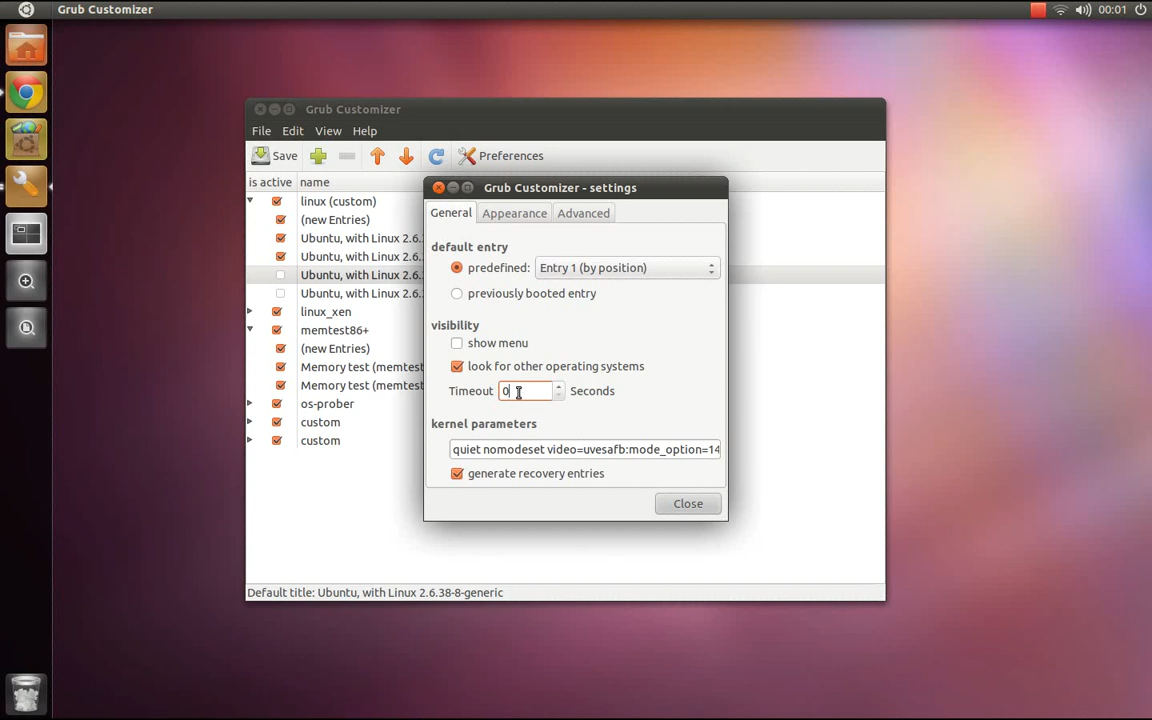 Grub Customizer
00:01
Grub Customizer
File Edit View Help
Save Preferences
is active name
linux (custom)
(new Entries)
Ubuntu, with Linux 2.6.
Ubuntu, with Linux 2.6.
Ubuntu, with Linux 2.6.
Ubuntu, with Linux 2.6.
linux_xen
memtest86+
(new Entries)
Memory test (memtest
Memory test (memtest
os-prober
custom
custom
Default title: Ubuntu, with Linux 2.6.38-8-generic
Grub Customizer - settings
General Appearance Advanced
default entry
predefined: Entry 1 (by position)
previously booted entry
visibility
show menu
look for other operating systems
Timeout 0 Seconds
kernel parameters
quiet nomodeset video=uvesafb:mode_option=14
generate recovery entries
Close